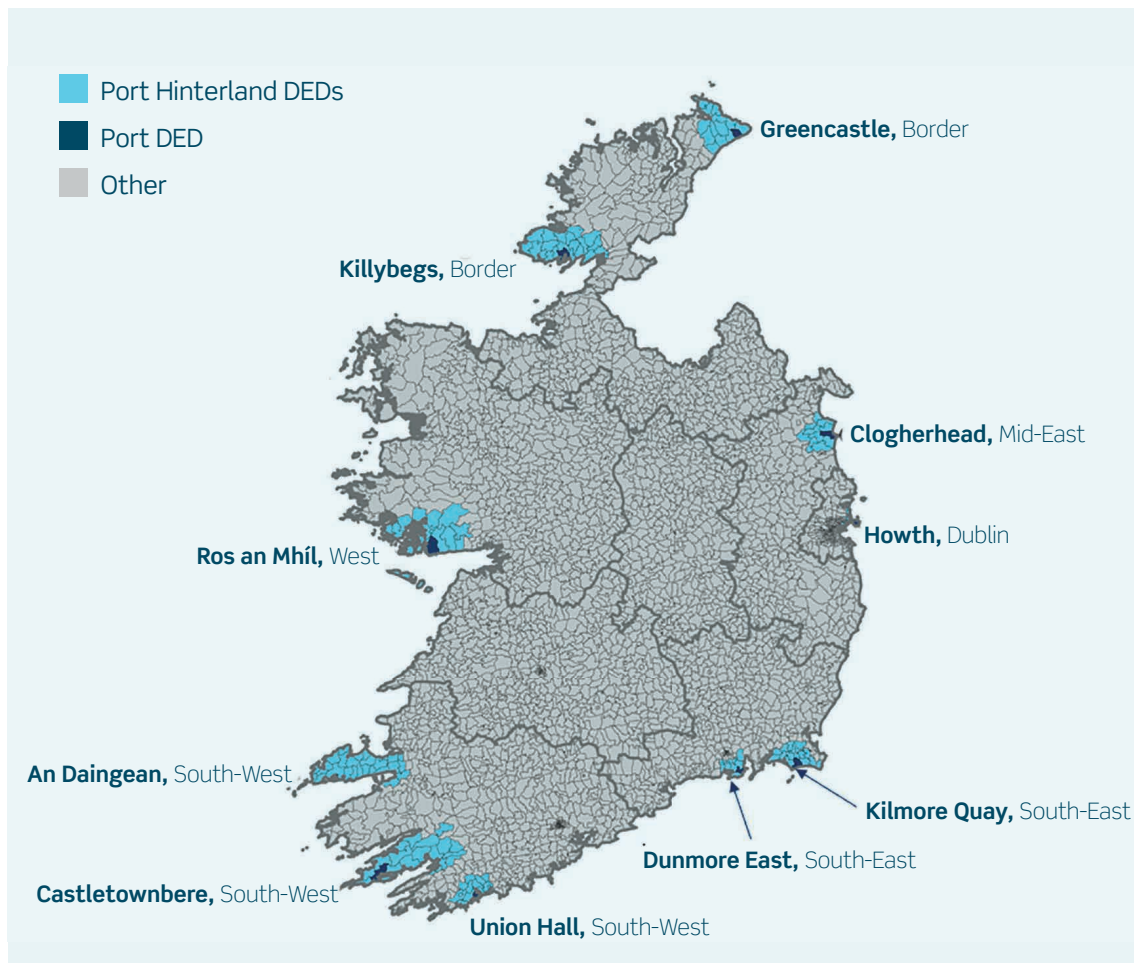 Port Hinterland DEDs
Port DED
Other
Greencastle, Border
Killybegs, Border
Clogherhead, Mid-East
Howth, Dublin
Ros an Mhíl, West
An Daingean, South-West
Kilmore Quay, South-East
Dunmore East, South-East
Castletownbere, South-West
Union Hall, South-West